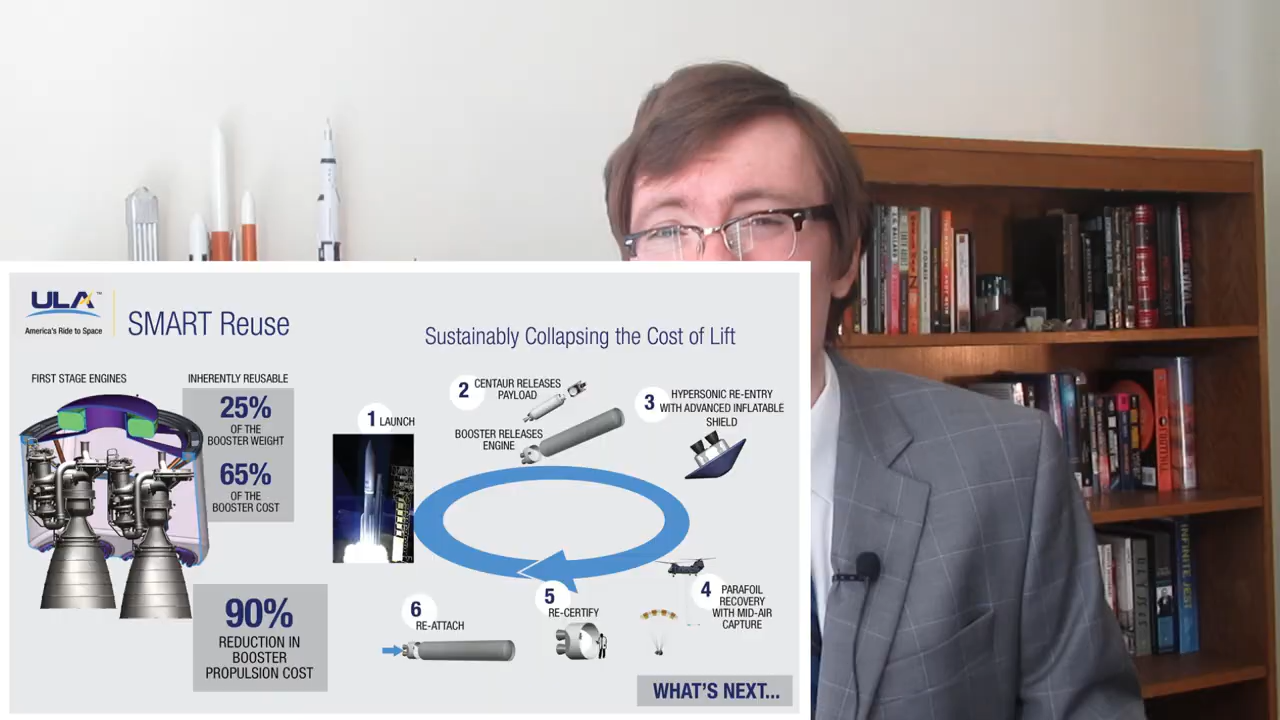 ULA™
America's Ride to Space
SMART Reuse
Sustainably Collapsing the Cost of Lift
FIRST STAGE ENGINES
INHERENTLY REUSABLE
25%
OF THE
BOOSTER WEIGHT
65%
OF THE
BOOSTER COST
90%
REDUCTION IN
BOOSTER
PROPULSION COST
1 LAUNCH
2 CENTAUR RELEASES
PAYLOAD
BOOSTER RELEASES
ENGINE
3 HYPERSONIC RE-ENTRY
WITH ADVANCED INFLATABLE
SHIELD
4 PARAFOIL
RECOVERY
WITH MID-AIR
CAPTURE
5
RE-CERTIFY
6
RE-ATTACH
WHAT'S NEXT...
INFINITE JEST